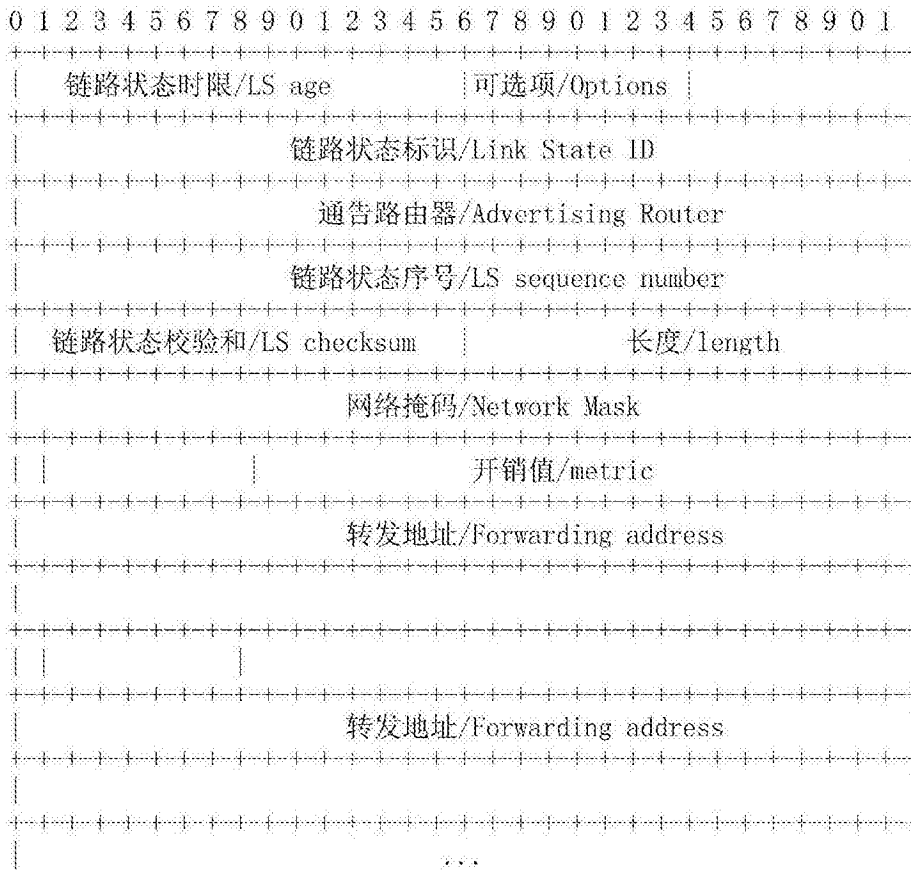 0 1 2 3 4 5 6 7 8 9 0 1 2 3 4 5 6 7 8 9 0 1 2 3 4 5 6 7 8 9 0 1
链路状态时限/LS age 可选项/Options
链路状态标识/Link State ID
通告路由器/Advertising Router
链路状态序号/LS sequence number
链路状态校验和/LS checksum 长度/length
网络掩码/Network Mask
开销值/metric
转发地址/Forwarding address
转发地址/Forwarding address
...